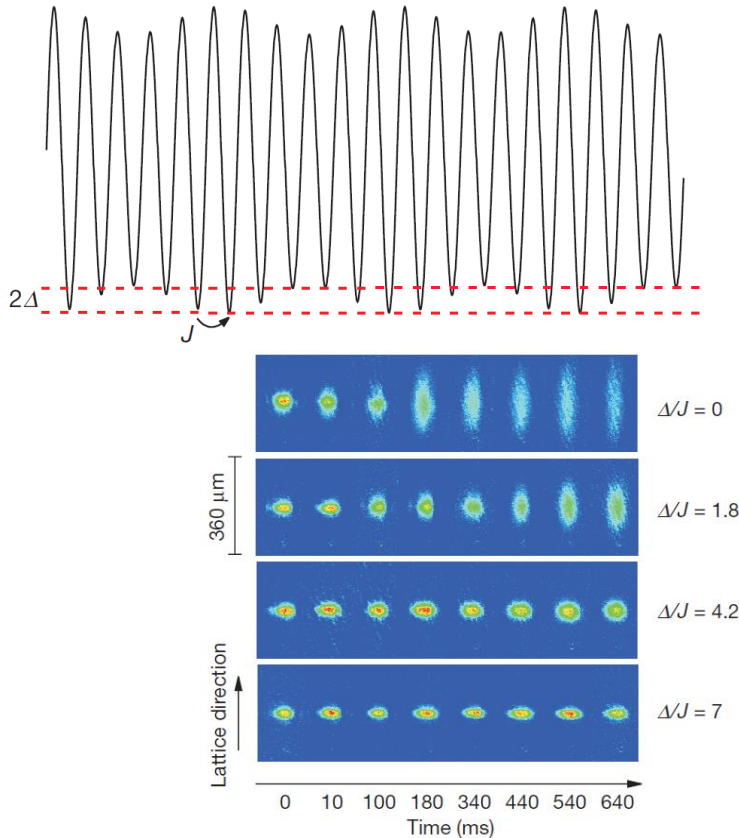 2Δ
J
Δ/J = 0
Δ/J = 1.8
360 μm
Δ/J = 4.2
Δ/J = 7
Lattice direction
0 10 100 180 340 440 540 640
Time (ms)